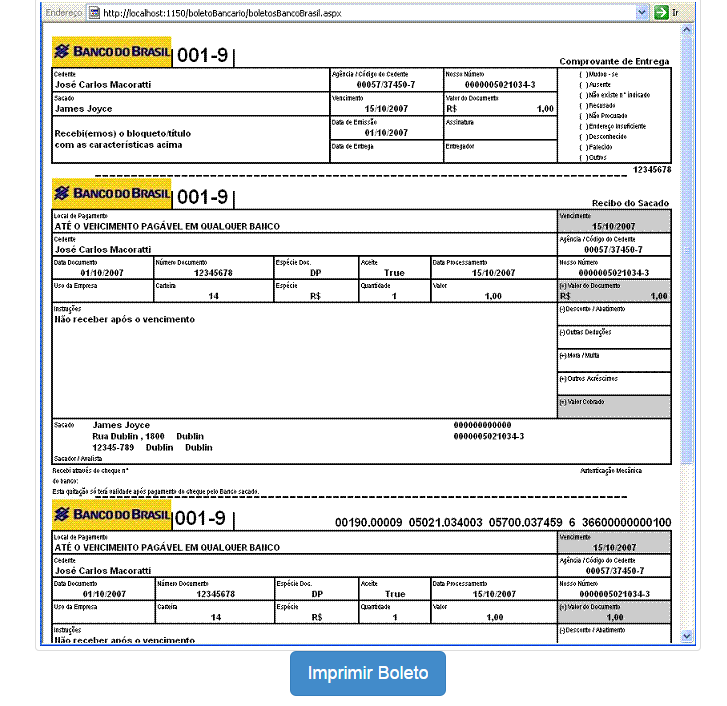 Endereço http://localhost:1150/boletoBancario/boletosBancoBrasil.aspx Ir
BANCO DO BRASIL 001-9 Comprovante de Entrega
Cedente Agência / Código do Cedente Nosso Número ( )Mudou - se
José Carlos Macoratti 00057/37450-7 0000005021034-3 ( )Ausente
Sacado Vencimento Valor do Documento ( )Não existe n° indicado
James Joyce 15/10/2007 R$ 1,00 ( )Recusado
Data de Emissão Assinatura ( )Não Procurado
Recebi(emos) o bloqueto/título 01/10/2007 ( )Endereço Insuficiente
com as características acima Data de Entrega Entregador ( )Desconhecido
( )Falecido
( )Outros
12345678
BANCO DO BRASIL 001-9 Recibo do Sacado
Local de Pagamento Vencimento
ATÉ O VENCIMENTO PAGÁVEL EM QUALQUER BANCO 15/10/2007
Cedente Agência / Código do Cedente
José Carlos Macoratti 00057/37450-7
Data Documento Número Documento Espécie Doc. Aceite Data Processamento Nosso Número
01/10/2007 12345678 DP True 15/10/2007 0000005021034-3
Uso da Empresa Carteira Espécie Quantidade Valor (=) Valor do Documento
14 R$ 1 1,00 R$ 1,00
Instruções (-) Desconto / Abatimento
Não receber após o vencimento
(-) Outras Deduções
(+) Mora / Multa
(+) Outros Acréscimos
(=) Valor Cobrado
Sacado James Joyce 000000000000
Rua Dublin , 1800 Dublin 0000005021034-3
12345-789 Dublin Dublin
Sacador / Avalista
Recebi através do cheque n° Autenticação Mecânica
do banco:
Esta quitação só terá validade após pagamento do cheque pelo Banco sacado.
BANCO DO BRASIL 001-9 00190.00009 05021.034003 05700.037459 6 36600000000100
Local de Pagamento Vencimento
ATÉ O VENCIMENTO PAGÁVEL EM QUALQUER BANCO 15/10/2007
Cedente Agência / Código do Cedente
José Carlos Macoratti 00057/37450-7
Data Documento Número Documento Espécie Doc. Aceite Data Processamento Nosso Número
01/10/2007 12345678 DP True 15/10/2007 0000005021034-3
Uso da Empresa Carteira Espécie Quantidade Valor (=) Valor do Documento
14 R$ 1 1,00 1,00
Instruções (-) Desconto / Abatimento
Não receber após o vencimento
Imprimir Boleto